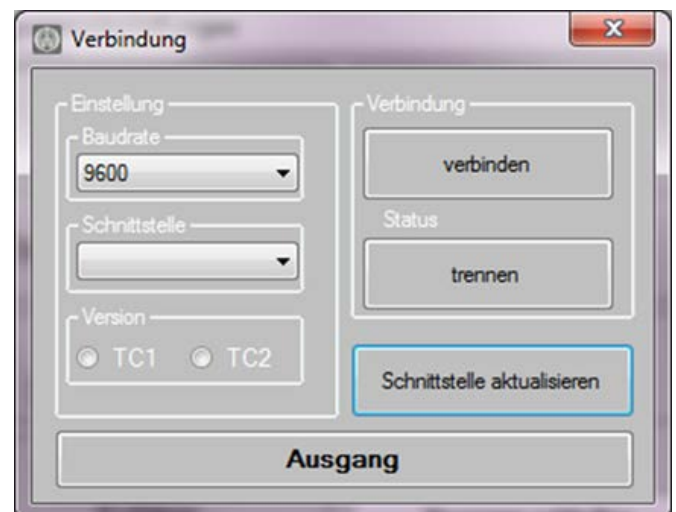 Verbindung
Einstellung
Baudrate
9600
Schnittstelle
Version
TC1 TC2
Verbindung
verbinden
Status
trennen
Schnittstelle aktualisieren
Ausgang